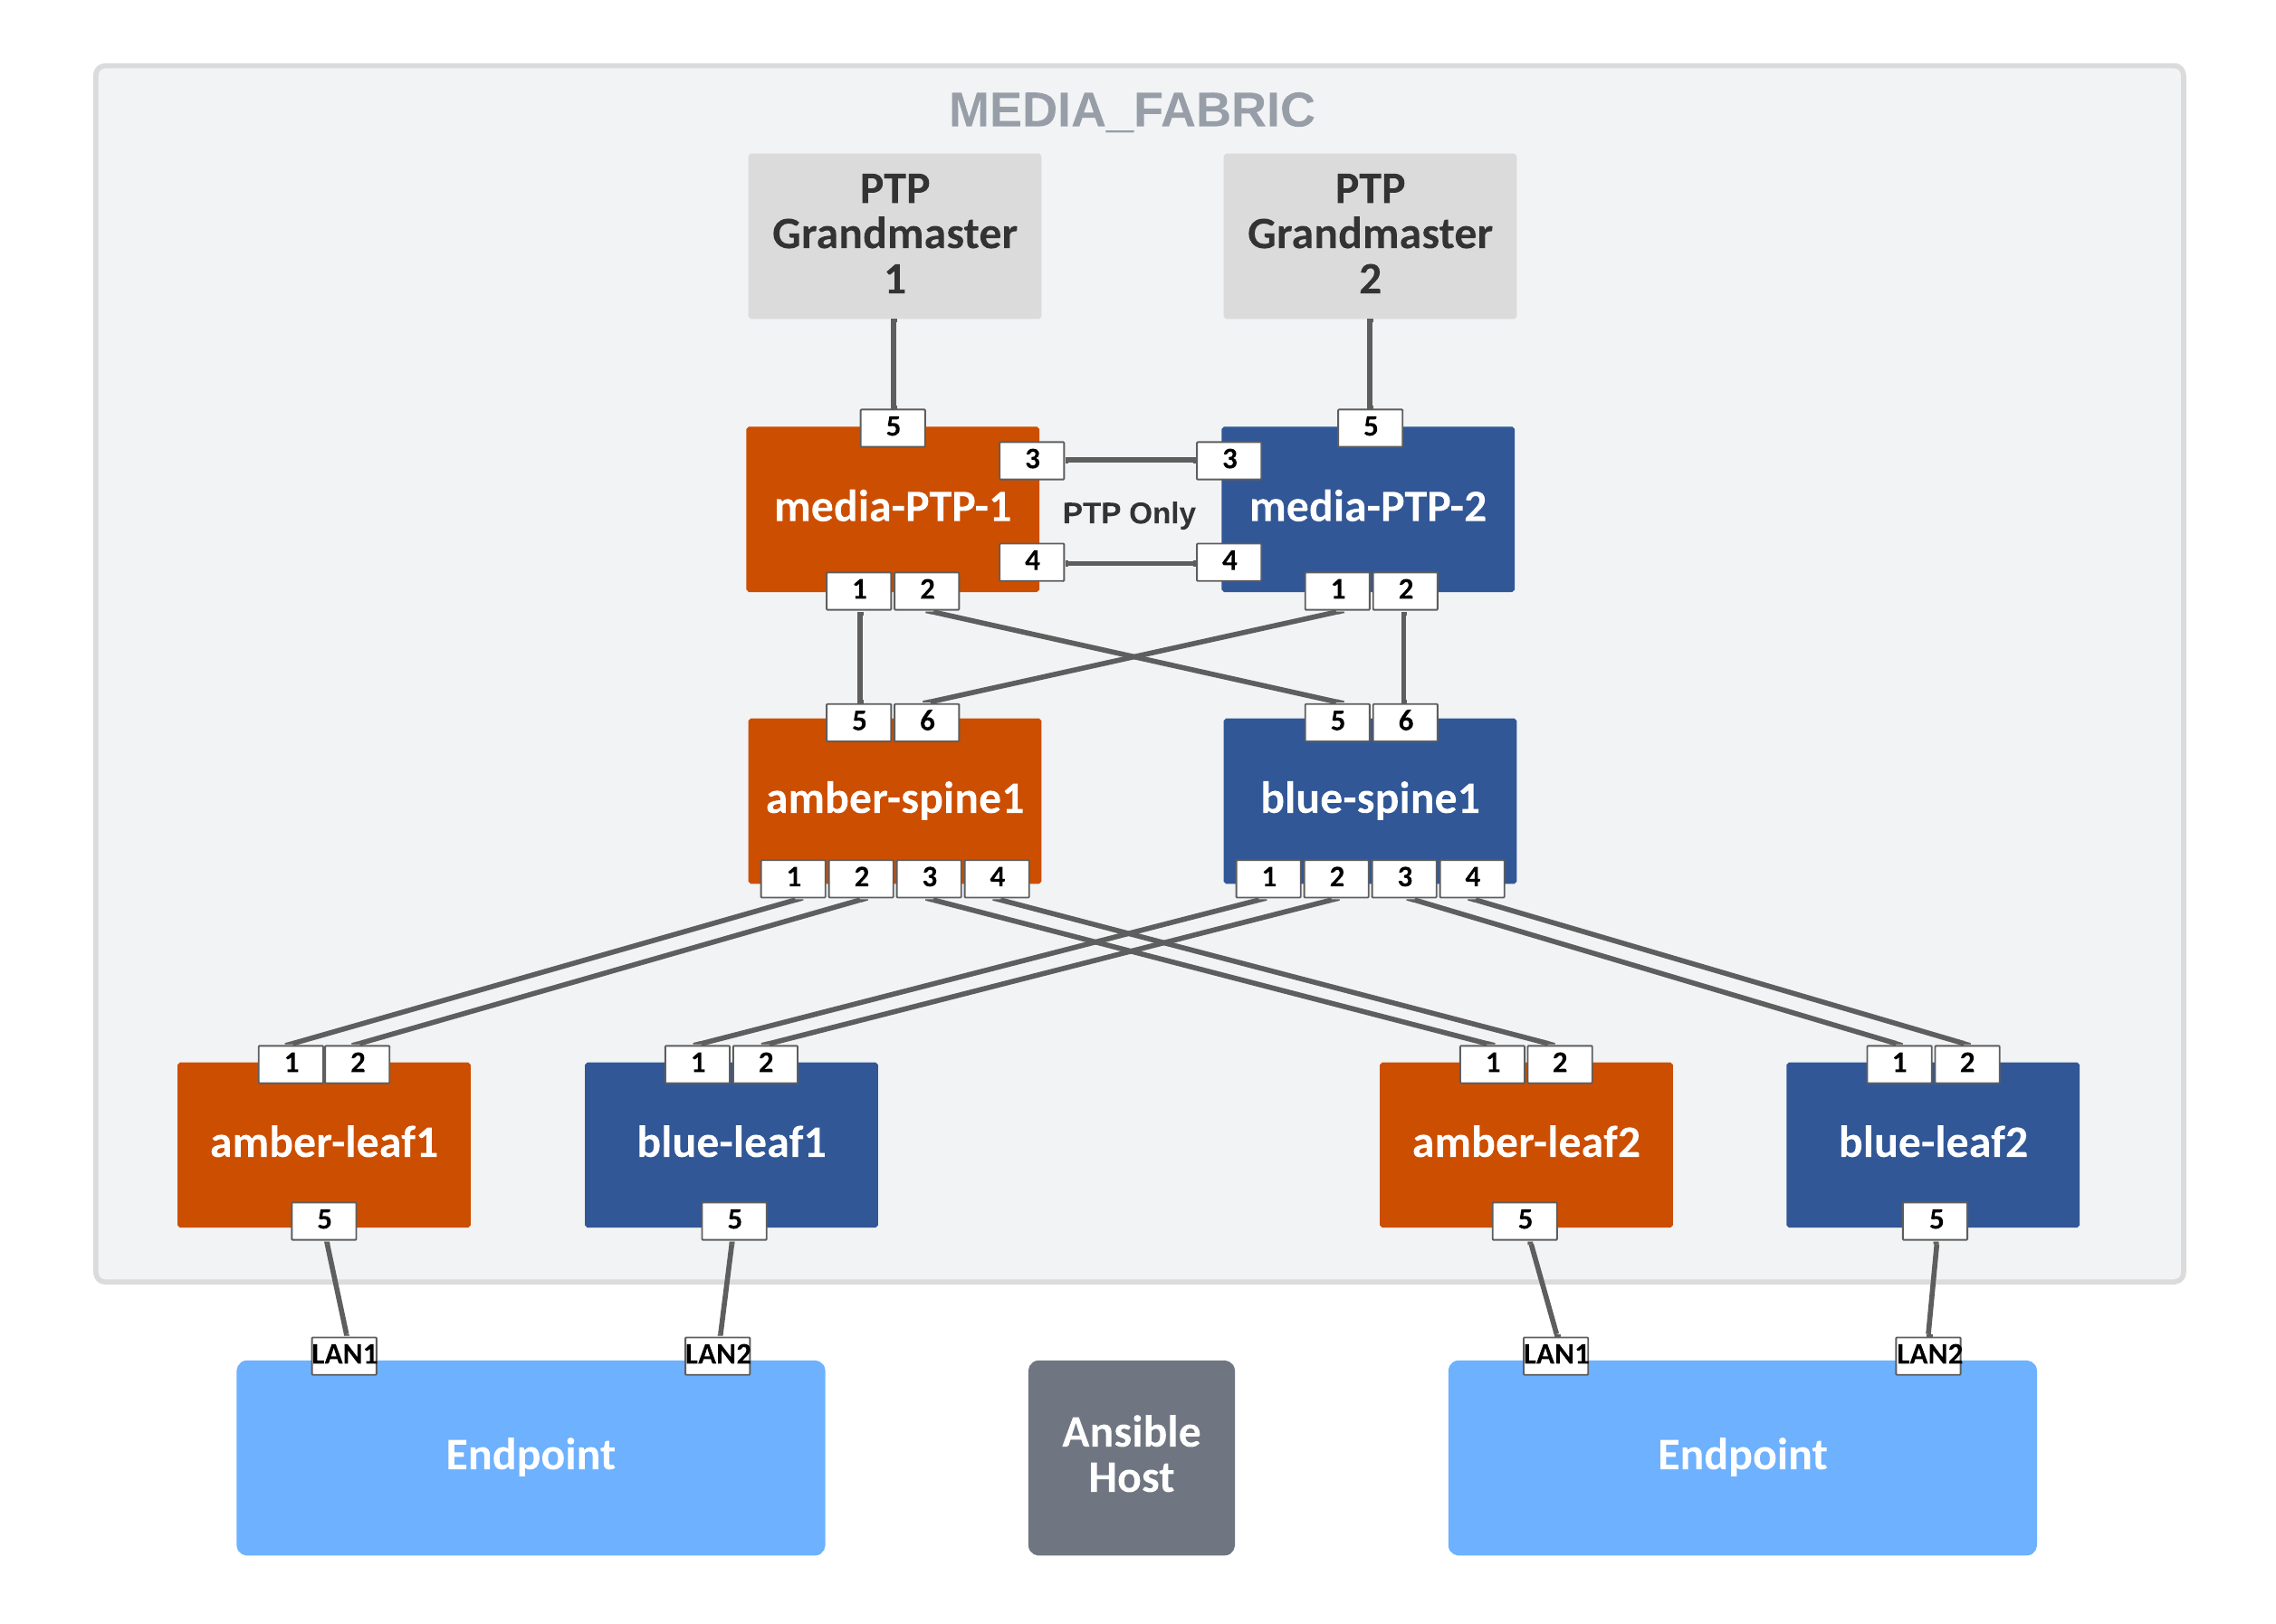 MEDIA_FABRIC
PTP
Grandmaster
1
PTP
Grandmaster
2
5
5
3
3
media-PTP-1
PTP Only
media-PTP-2
4
4
1 2
1 2
5 6
5 6
amber-spine1
blue-spine1
1 2 3 4
1 2 3 4
1 2
1 2
1 2
1 2
amber-leaf1
blue-leaf1
amber-leaf2
blue-leaf2
5
5
5
5
LAN1
LAN2
LAN1
LAN2
Endpoint
Ansible
Host
Endpoint